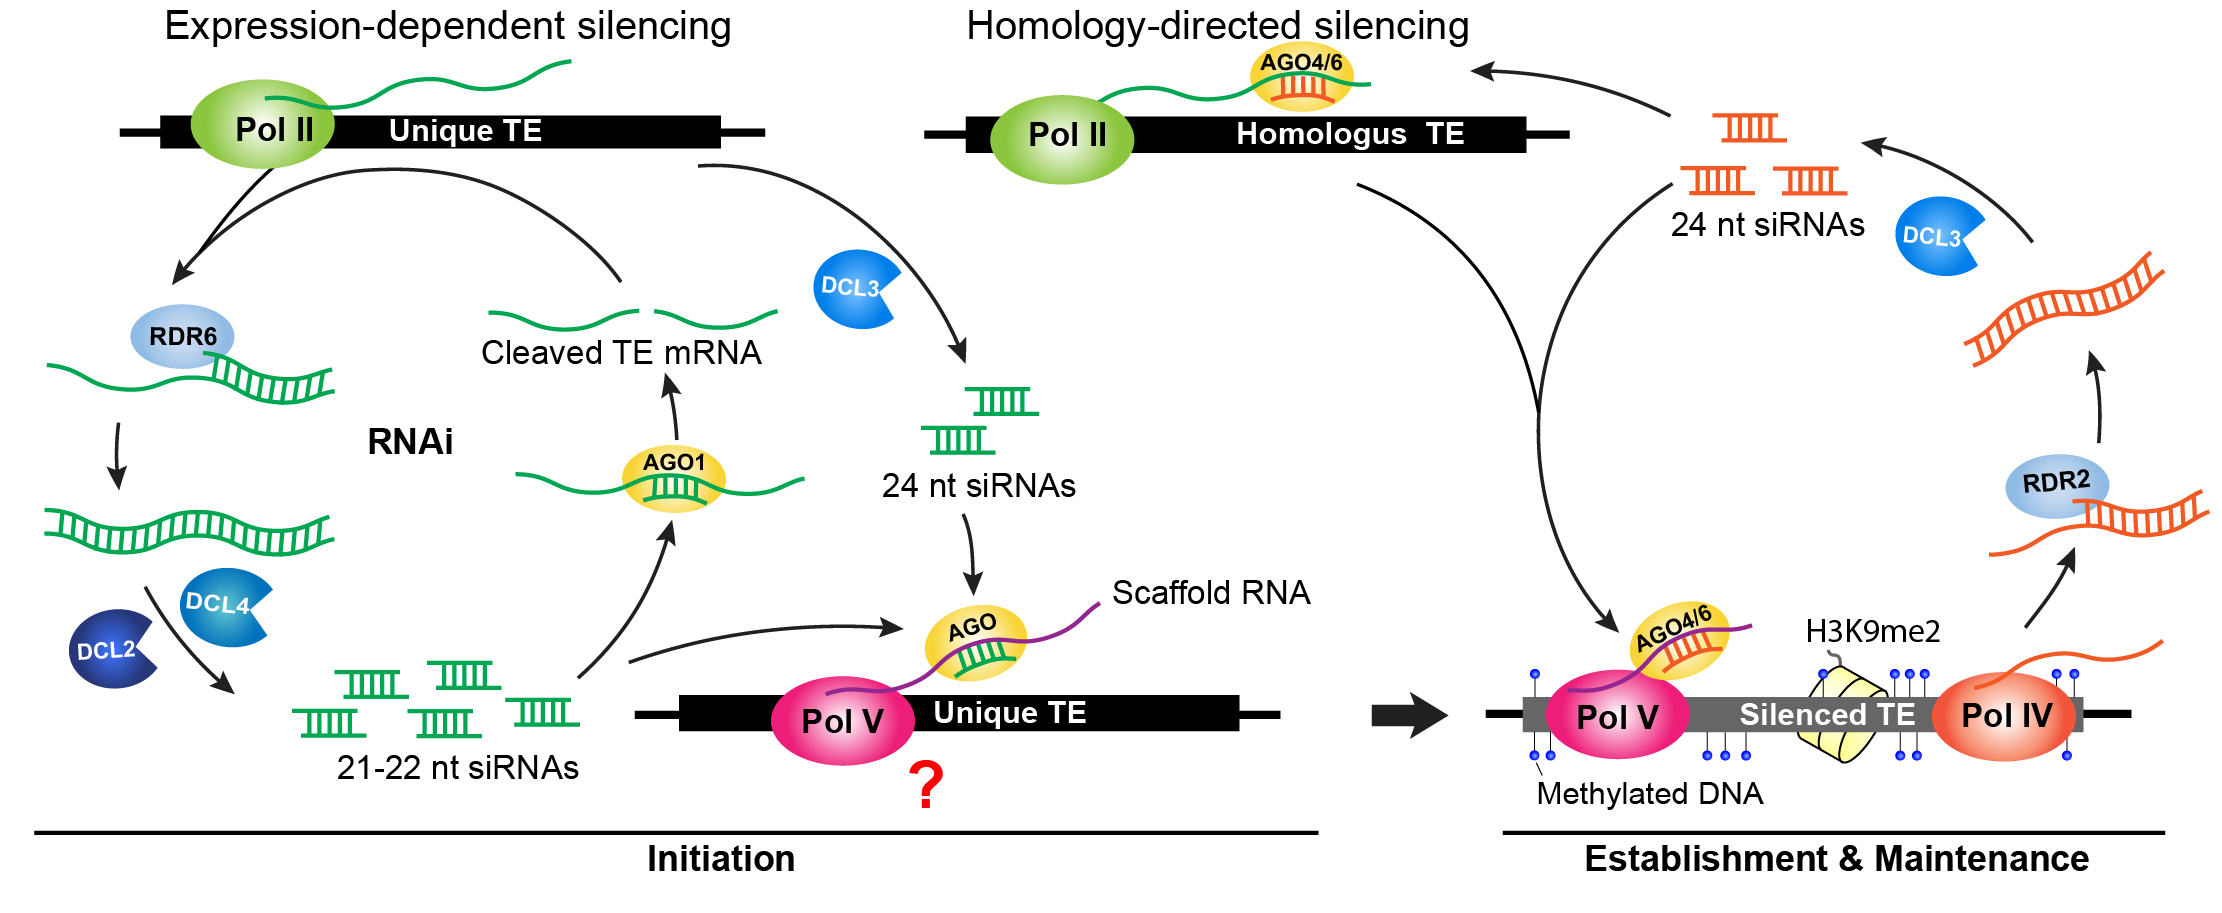 Expression-dependent silencing
Homology-directed silencing
Pol II
Unique TE
AGO4/6
Pol II
Homologus TE
24 nt siRNAs
DCL3
DCL3
RDR6
Cleaved TE mRNA
RNAi
AGO1
24 nt siRNAs
RDR2
DCL4
DCL2
21-22 nt siRNAs
AGO
Scaffold RNA
Pol V
Unique TE
?
AGO4/6
H3K9me2
Pol V
Silenced TE
Pol IV
Methylated DNA
Initiation
Establishment & Maintenance